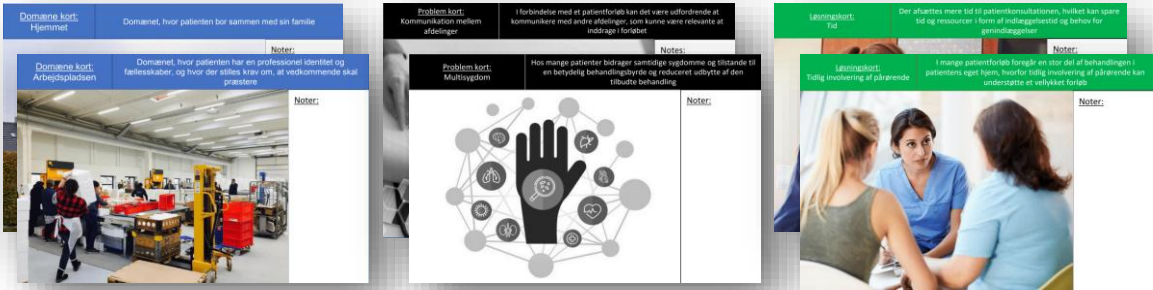 Domæne kort:
Hjemmet
Domænet, hvor patienten bor sammen med sin familie
Noter:
Domæne kort:
Arbejdspladsen
Domænet, hvor patienten har en professionel identitet og
fællesskaber, og hvor der stilles krav om, at vedkommende skal
præstere
Noter:
Problem kort:
Kommunikation mellem
afdelinger
I forbindelse med et patientforløb kan det være udfordrende at
kommunikere med andre afdelinger, som kunne være relevante at
inddrage i forløbet
Notes:
Problem kort:
Multisygdom
Hos mange patienter bidrager samtidige sygdomme og tilstande til
en betydelig behandlingsbyrde og reduceret udbytte af den
tilbudte behandling
Noter:
Løsningskort:
Tid
Der afsættes mere tid til patientkonsultationen, hvilket kan spare
tid og ressourcer i form af indlæggelsestid og behov for
genindlæggelser
Noter:
Løsningskort:
Tidlig involvering af pårørende
I mange patientforløb foregår en stor del af behandlingen i
patientens eget hjem, hvorfor tidlig involvering af pårørende kan
understøtte et vellykket forløb
Noter: